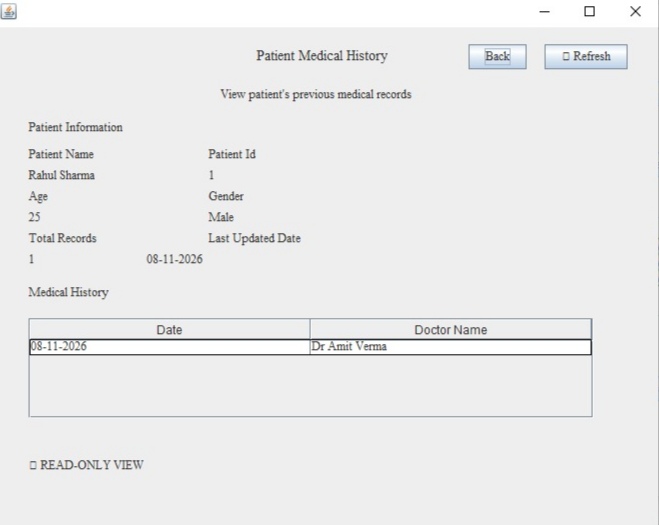 Patient Medical History Back Refresh
View patient's previous medical records
Patient Information
Patient Name Patient Id
Rahul Sharma 1
Age Gender
25 Male
Total Records Last Updated Date
1 08-11-2026
Medical History
Date Doctor Name
08-11-2026 Dr Amit Verma
READ-ONLY VIEW